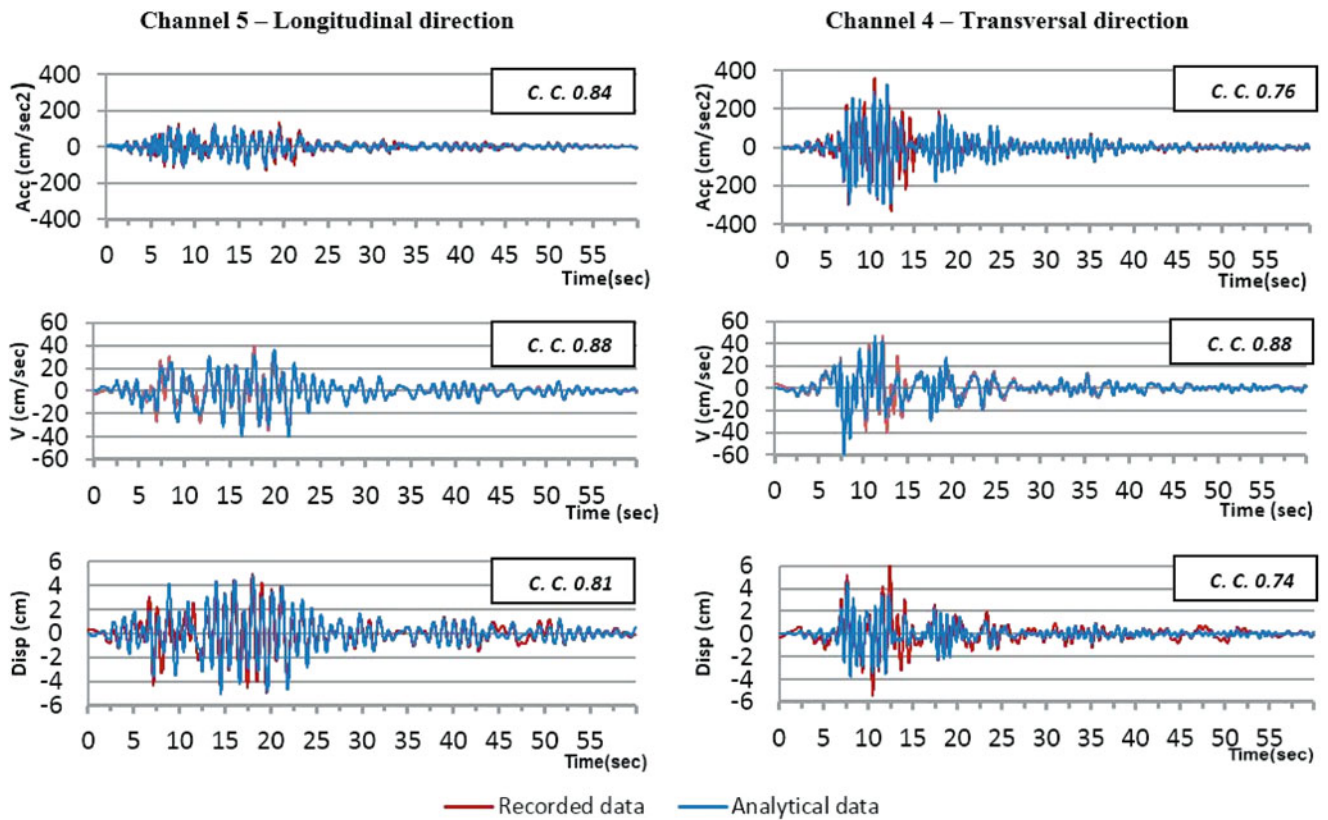 Channel 5 – Longitudinal direction
Channel 4 – Transversal direction
400
200
0
-200
-400
Acc (cm/sec2)
C. C. 0.84
0 5 10 15 20 25 30 35 40 45 50 55
Time(sec)
400
200
0
-200
-400
Acc (cm/sec2)
C. C. 0.76
0 5 10 15 20 25 30 35 40 45 50 55
Time(sec)
60
40
20
0
-20
-40
-60
V (cm/sec)
C. C. 0.88
0 5 10 15 20 25 30 35 40 45 50 55
Time (sec)
60
40
20
0
-20
-40
-60
V (cm/sec)
C. C. 0.88
0 5 10 15 20 25 30 35 40 45 50 55
Time(sec)
6
4
2
0
-2
-4
-6
Disp (cm)
C. C. 0.81
0 5 10 15 20 25 30 35 40 45 50 55
Time(sec)
6
4
2
0
-2
-4
-6
Disp (cm)
C. C. 0.74
0 5 10 15 20 25 30 35 40 45 50 55
Time(sec)
Recorded data Analytical data